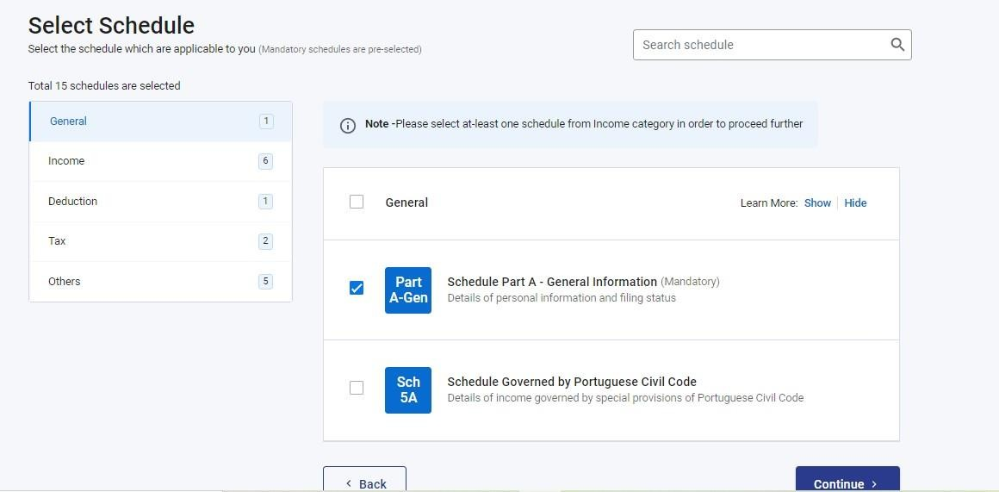 Select Schedule
Select the schedule which are applicable to you (Mandatory schedules are pre-selected)
Search schedule
Total 15 schedules are selected
General 1
Income 6
Deduction 1
Tax 2
Others 5
Note -Please select at-least one schedule from Income category in order to proceed further
General Learn More: Show Hide
Part
A-Gen
Schedule Part A - General Information (Mandatory)
Details of personal information and filing status
Sch
5A
Schedule Governed by Portuguese Civil Code
Details of income governed by special provisions of Portuguese Civil Code
Back
Continue